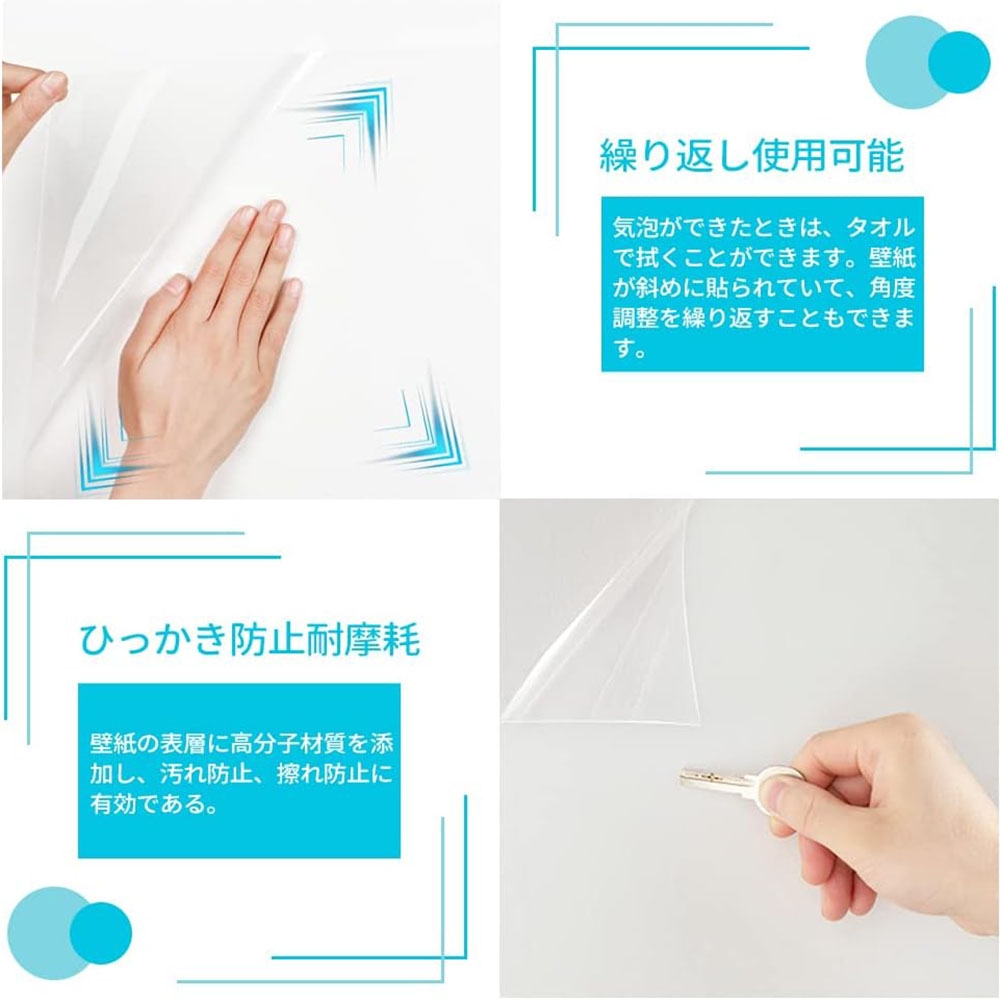 繰り返し使用可能
気泡ができたときは、タオル
で拭くことができます。壁紙
が斜めに貼られていて、角度
調整を繰り返すこともできま
す。
ひっかき防止耐摩耗
壁紙の表層に高分子材質を添
加し、汚れ防止、擦れ防止に
有効である。